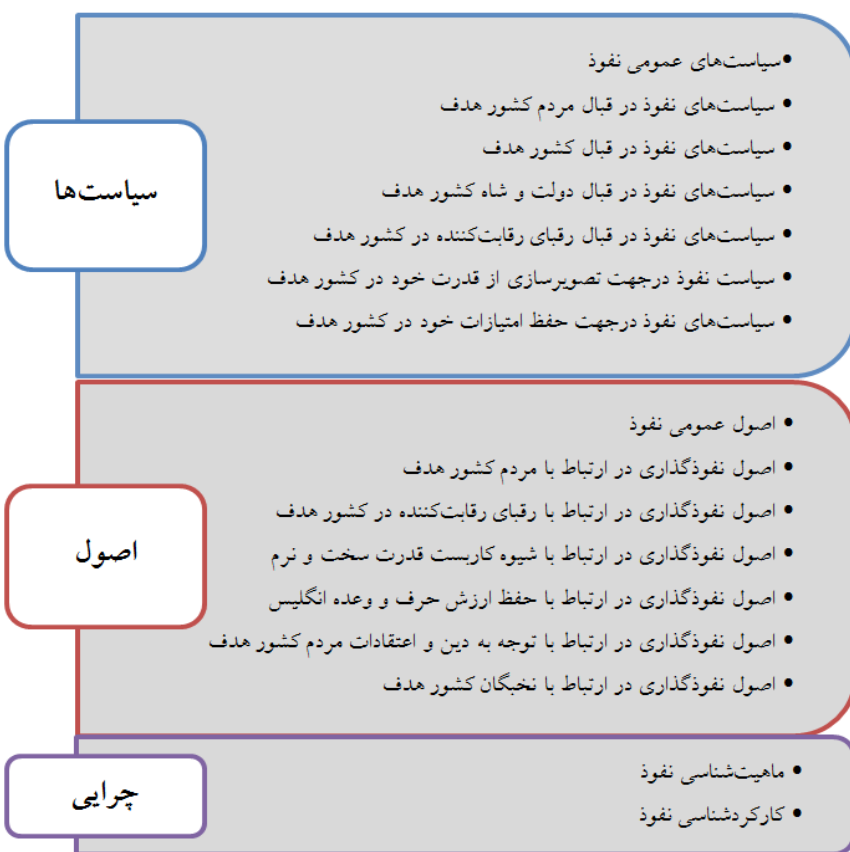 •سیاست‌های عمومی نفوذ
• سیاست‌های نفوذ در قبال مردم کشور هدف
• سیاست‌های نفوذ در قبال کشور هدف
• سیاست‌های نفوذ در قبال دولت و شاه کشور هدف
• سیاست‌های نفوذ در قبال رقبای رقابت‌کننده در کشور هدف
• سیاست نفوذ درجهت تصویرسازی از قدرت خود در کشور هدف
• سیاست‌های نفوذ درجهت حفظ امتیازات خود در کشور هدف
سیاست‌ها
• اصول عمومی نفوذ
• اصول نفوذگذاری در ارتباط با مردم کشور هدف
• اصول نفوذگذاری در ارتباط با رقبای رقابت‌کننده در کشور هدف
• اصول نفوذگذاری در ارتباط با شیوه کاربست قدرت سخت و نرم
• اصول نفوذگذاری در ارتباط با حفظ ارزش حرف و وعده انگلیس
• اصول نفوذگذاری در ارتباط با توجه به دین و اعتقادات مردم کشور هدف
• اصول نفوذگذاری در ارتباط با نخبگان کشور هدف
اصول
• ماهیت‌شناسی نفوذ
• کارکردشناسی نفوذ
چرایی